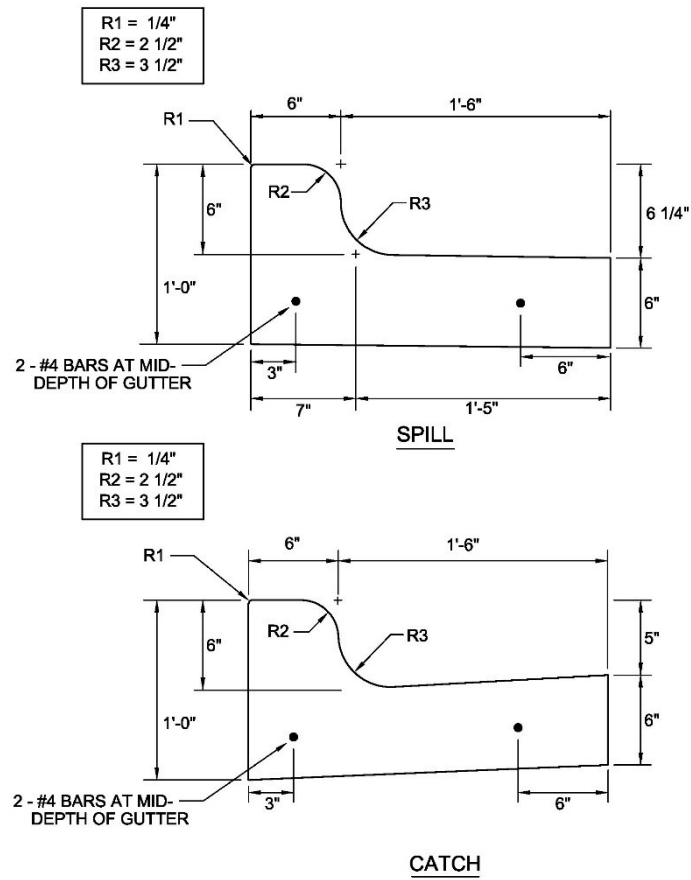 R1 = 1/4"
R2 = 2 1/2"
R3 = 3 1/2"
6"
1'-6"
R1
R2
R3
6"
6 1/4"
1'-0"
6"
2 - #4 BARS AT MID-
DEPTH OF GUTTER
3"
6"
7"
1'-5"
SPILL
R1 = 1/4"
R2 = 2 1/2"
R3 = 3 1/2"
6"
1'-6"
R1
R2
R3
6"
5"
1'-0"
6"
2 - #4 BARS AT MID-
DEPTH OF GUTTER
3"
6"
CATCH